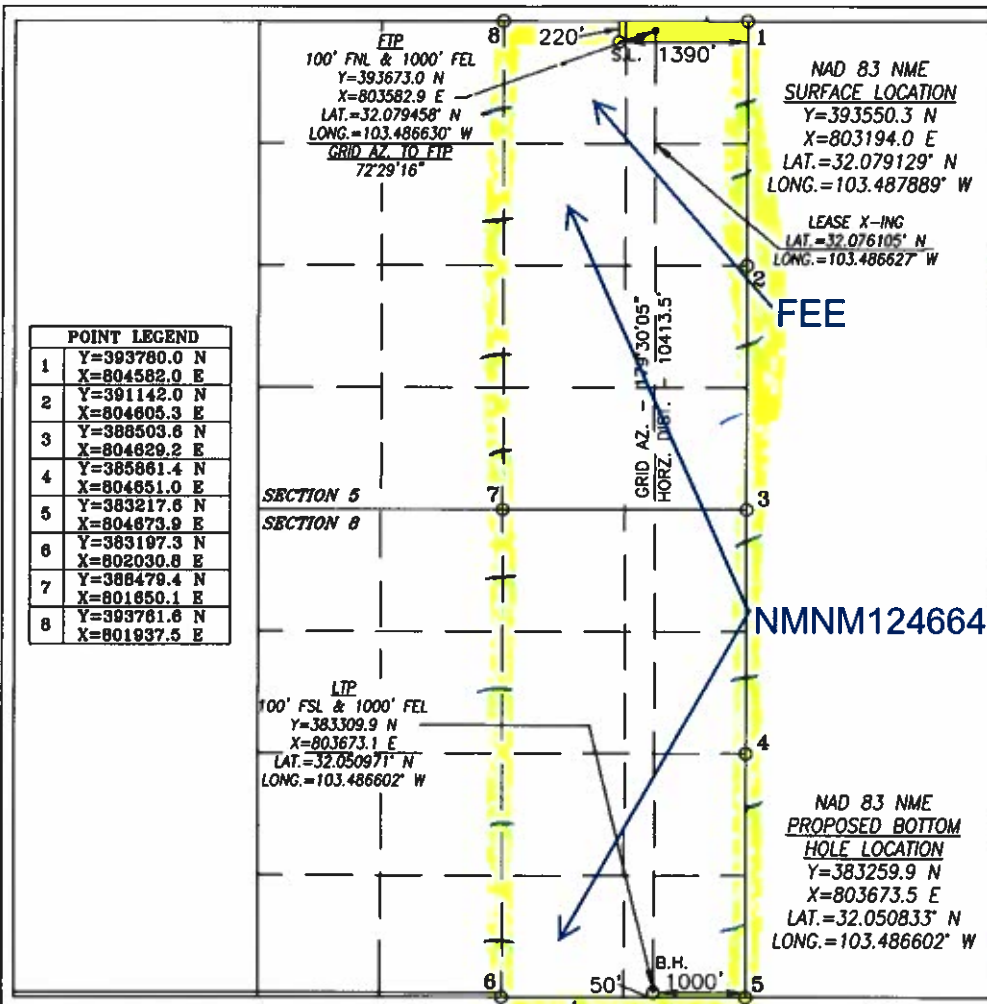 8
220'
S.L.
1390'
1
FTP
100' FNL & 1000' FEL
Y=393673.0 N
X=803582.9 E
LAT.=32.079458° N
LONG.=103.486630° W
GRID AZ. TO FTP
72°29'16"
NAD 83 NME
SURFACE LOCATION
Y=393550.3 N
X=803194.0 E
LAT.=32.079129° N
LONG.=103.487889° W
LEASE X-ING
LAT.=32.076105° N
LONG.=103.486627° W
2
FEE
GRID AZ. - 179°30'05"
HORZ. DIST. - 10413.5'
POINT LEGEND
1 Y=393780.0 N
X=804582.0 E
2 Y=391142.0 N
X=804605.3 E
3 Y=388503.6 N
X=804629.2 E
4 Y=385861.4 N
X=804651.0 E
5 Y=383217.6 N
X=804673.9 E
6 Y=383197.3 N
X=802030.8 E
7 Y=388479.4 N
X=801650.1 E
8 Y=393761.6 N
X=801937.5 E
SECTION 5
7
3
SECTION 8
NMNM124664
LTP
100' FSL & 1000' FEL
Y=383309.9 N
X=803673.1 E
LAT.=32.050971° N
LONG.=103.486602° W
4
NAD 83 NME
PROPOSED BOTTOM
HOLE LOCATION
Y=383259.9 N
X=803673.5 E
LAT.=32.050833° N
LONG.=103.486602° W
B.H.
6
50'
1000'
5